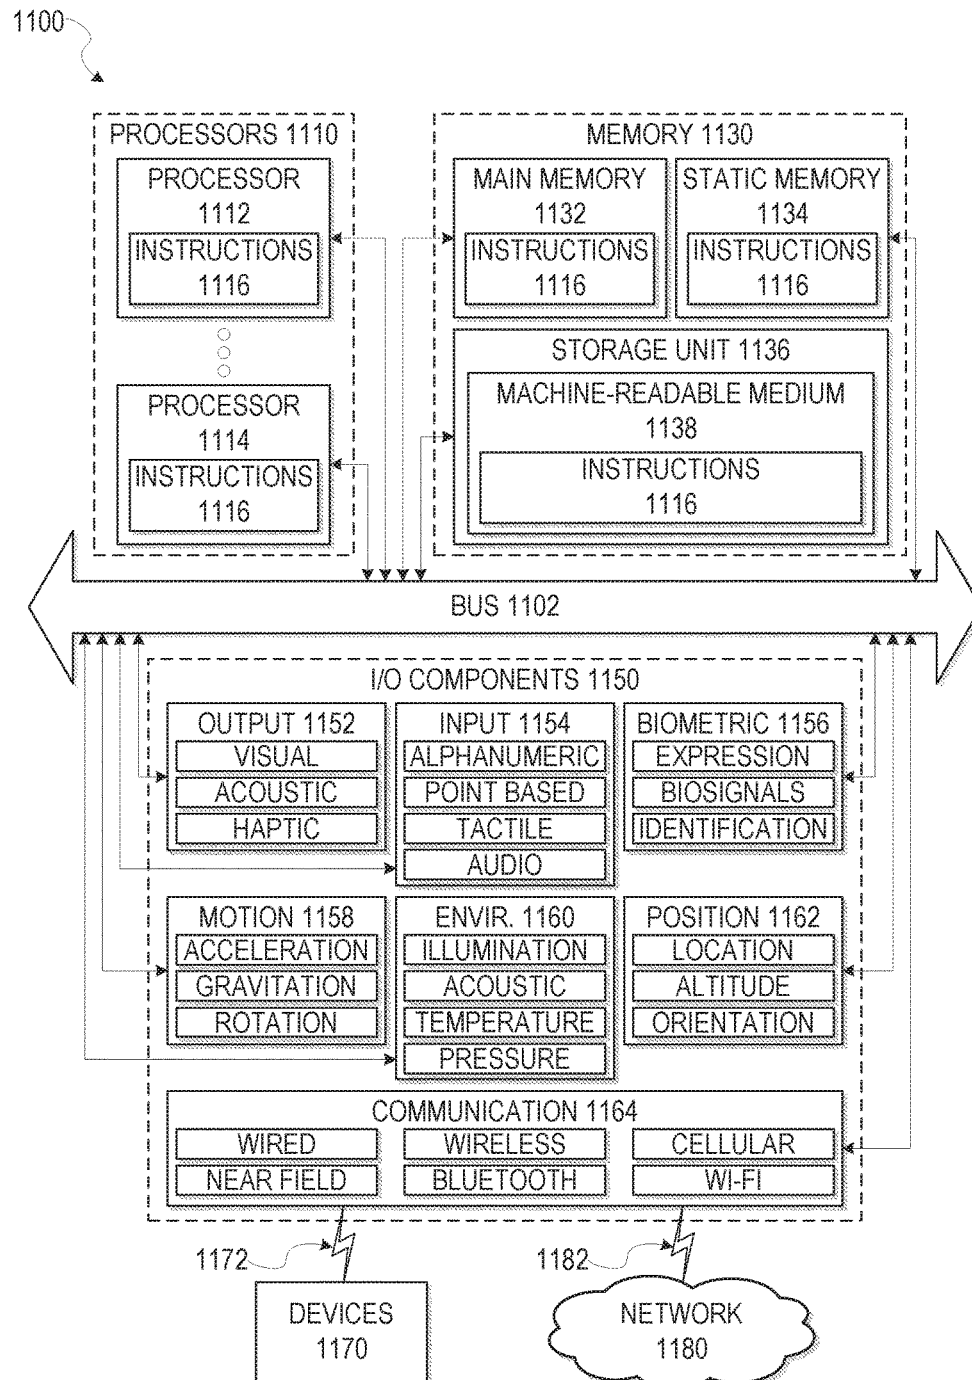 1100
PROCESSORS 1110
PROCESSOR
1112
INSTRUCTIONS
1116
PROCESSOR
1114
INSTRUCTIONS
1116
MEMORY 1130
MAIN MEMORY
1132
INSTRUCTIONS
1116
STATIC MEMORY
1134
INSTRUCTIONS
1116
STORAGE UNIT 1136
MACHINE-READABLE MEDIUM
1138
INSTRUCTIONS
1116
BUS 1102
I/O COMPONENTS 1150
OUTPUT 1152
VISUAL
ACOUSTIC
HAPTIC
INPUT 1154
ALPHANUMERIC
POINT BASED
TACTILE
AUDIO
BIOMETRIC 1156
EXPRESSION
BIOSIGNALS
IDENTIFICATION
MOTION 1158
ACCELERATION
GRAVITATION
ROTATION
ENVIR. 1160
ILLUMINATION
ACOUSTIC
TEMPERATURE
PRESSURE
POSITION 1162
LOCATION
ALTITUDE
ORIENTATION
COMMUNICATION 1164
WIRED
WIRELESS
CELLULAR
NEAR FIELD
BLUETOOTH
WI-FI
1172
1182
DEVICES
1170
NETWORK
1180